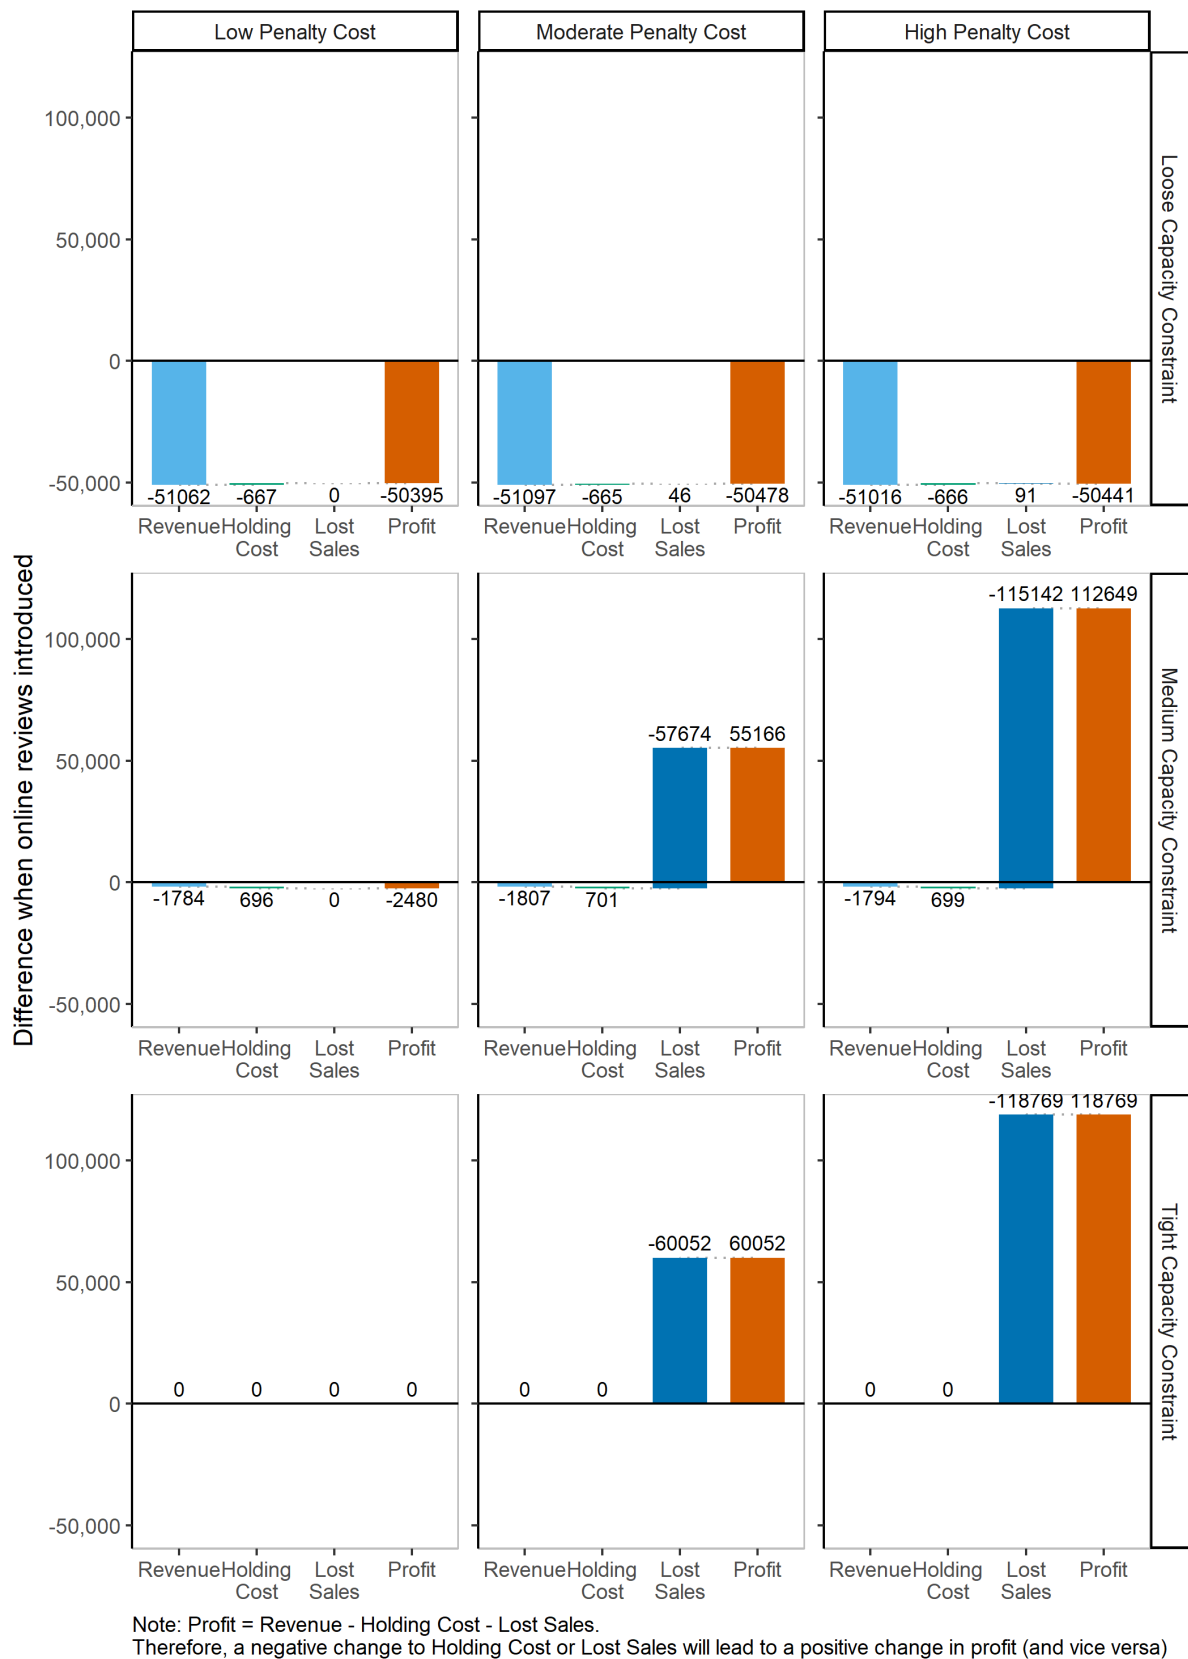 Low Penalty Cost
Moderate Penalty Cost
High Penalty Cost
Difference when online reviews introduced
100,000
50,000
0
-50,000
-51062 -667 0 -50395
-51097 -665 46 -50478
-51016 -666 91 -50441
Revenue Holding Lost Profit
Cost Sales
Revenue Holding Lost Profit
Cost Sales
Revenue Holding Lost Profit
Cost Sales
Loose Capacity Constraint
100,000
50,000
0
-50,000
-1784 696 0 -2480
-57674 55166
-1807 701
-115142 112649
-1794 699
Revenue Holding Lost Profit
Cost Sales
Revenue Holding Lost Profit
Cost Sales
Revenue Holding Lost Profit
Cost Sales
Medium Capacity Constraint
100,000
50,000
0
-50,000
0 0 0 0
-60052 60052
0 0
-118769 118769
0 0
Revenue Holding Lost Profit
Cost Sales
Revenue Holding Lost Profit
Cost Sales
Revenue Holding Lost Profit
Cost Sales
Tight Capacity Constraint
Note: Profit = Revenue - Holding Cost - Lost Sales.
Therefore, a negative change to Holding Cost or Lost Sales will lead to a positive change in profit (and vice versa)